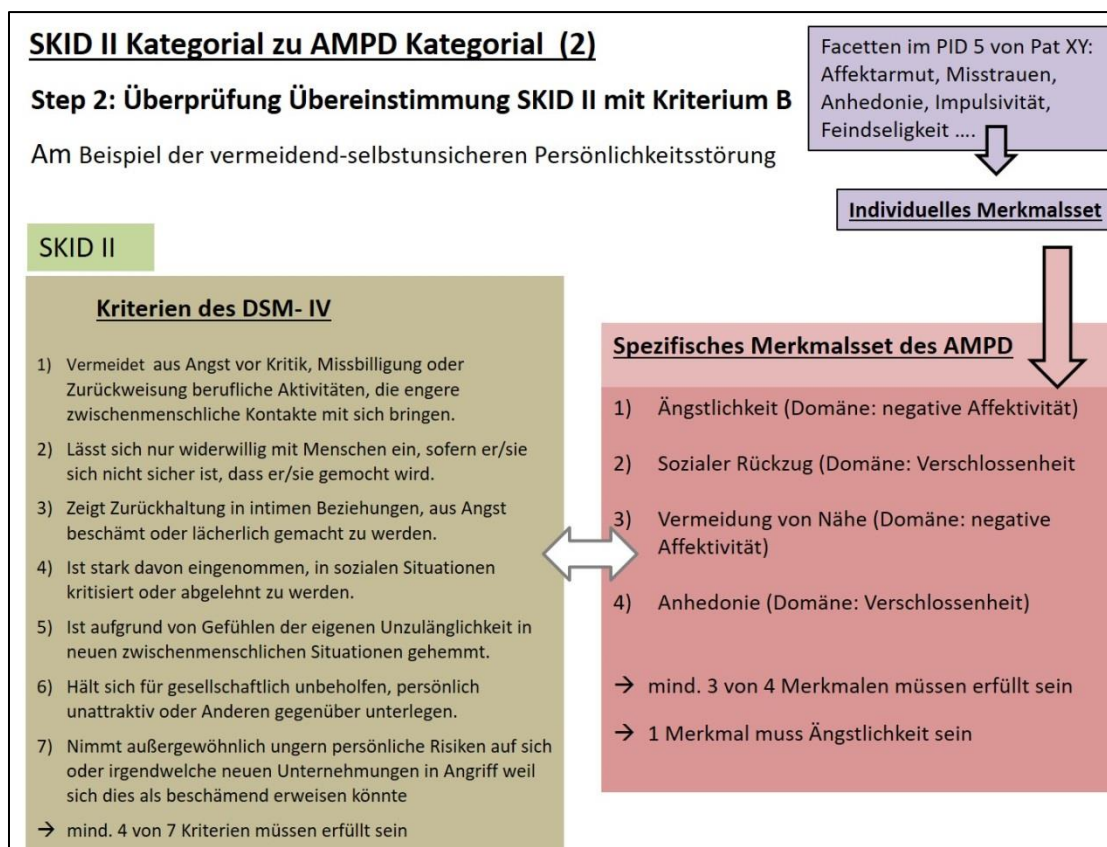 SKID II Kategorial zu AMPD Kategorial (2)
Step 2: Überprüfung Übereinstimmung SKID II mit Kriterium B
Am Beispiel der vermeidend-selbstunsicheren Persönlichkeitsstörung
Facetten im PID 5 von Pat XY:
Affektarmut, Misstrauen,
Anhedonie, Impulsivität,
Feindseligkeit ....
Individuelles Merkmalsset
SKID II
Kriterien des DSM- IV
1) Vermeidet aus Angst vor Kritik, Missbilligung oder
Zurückweisung berufliche Aktivitäten, die engere
zwischenmenschliche Kontakte mit sich bringen.
2) Lässt sich nur widerwillig mit Menschen ein, sofern er/sie
sich nicht sicher ist, dass er/sie gemocht wird.
3) Zeigt Zurückhaltung in intimen Beziehungen, aus Angst
beschämt oder lächerlich gemacht zu werden.
4) Ist stark davon eingenommen, in sozialen Situationen
kritisiert oder abgelehnt zu werden.
5) Ist aufgrund von Gefühlen der eigenen Unzulänglichkeit in
neuen zwischenmenschlichen Situationen gehemmt.
6) Hält sich für gesellschaftlich unbeholfen, persönlich
unattraktiv oder Anderen gegenüber unterlegen.
7) Nimmt außergewöhnlich ungern persönliche Risiken auf sich
oder irgendwelche neuen Unternehmungen in Angriff weil
sich dies als beschämend erweisen könnte
→ mind. 4 von 7 Kriterien müssen erfüllt sein
Spezifisches Merkmalsset des AMPD
1) Ängstlichkeit (Domäne: negative Affektivität)
2) Sozialer Rückzug (Domäne: Verschlossenheit
3) Vermeidung von Nähe (Domäne: negative
Affektivität)
4) Anhedonie (Domäne: Verschlossenheit)
→ mind. 3 von 4 Merkmalen müssen erfüllt sein
→ 1 Merkmal muss Ängstlichkeit sein